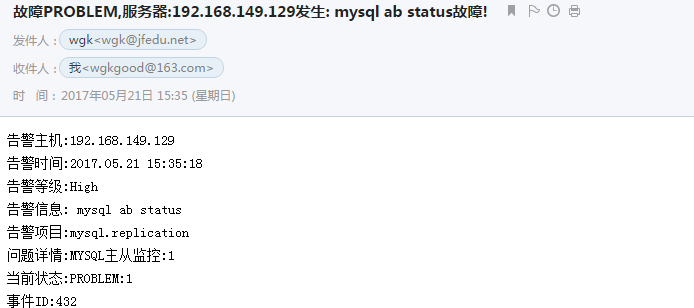 故障PROBLEM,服务器:192.168.149.129发生: mysql ab status故障!
发件人：wgk<wgk@jfedu.net>
收件人：我<wgkgood@163.com>
时 间：2017年05月21日 15:35 (星期日)
告警主机:192.168.149.129
告警时间:2017.05.21 15:35:18
告警等级:High
告警信息: mysql ab status
告警项目:mysql.replication
问题详情:MYSQL主从监控:1
当前状态:PROBLEM:1
事件ID:432